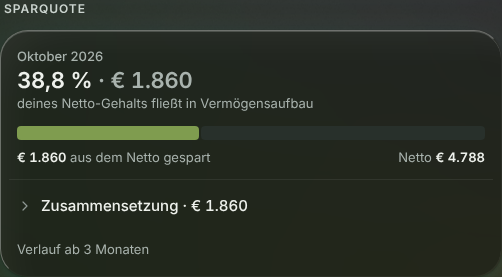 SPARQUOTE
Oktober 2026
38,8 % · € 1.860
deines Netto-Gehalts fließt in Vermögensaufbau
€ 1.860 aus dem Netto gespart Netto € 4.788
Zusammensetzung · € 1.860
Verlauf ab 3 Monaten